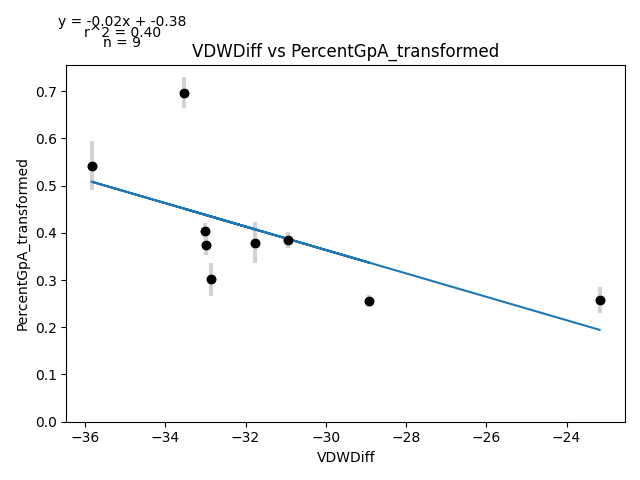 y = -0.02x + -0.38
r^2 = 0.40
n = 9
VDWDiff vs PercentGpA_transformed
PercentGpA_transformed
0.7
0.6
0.5
0.4
0.3
0.2
0.1
0.0
−36 −34 −32 −30 −28 −26 −24
VDWDiff